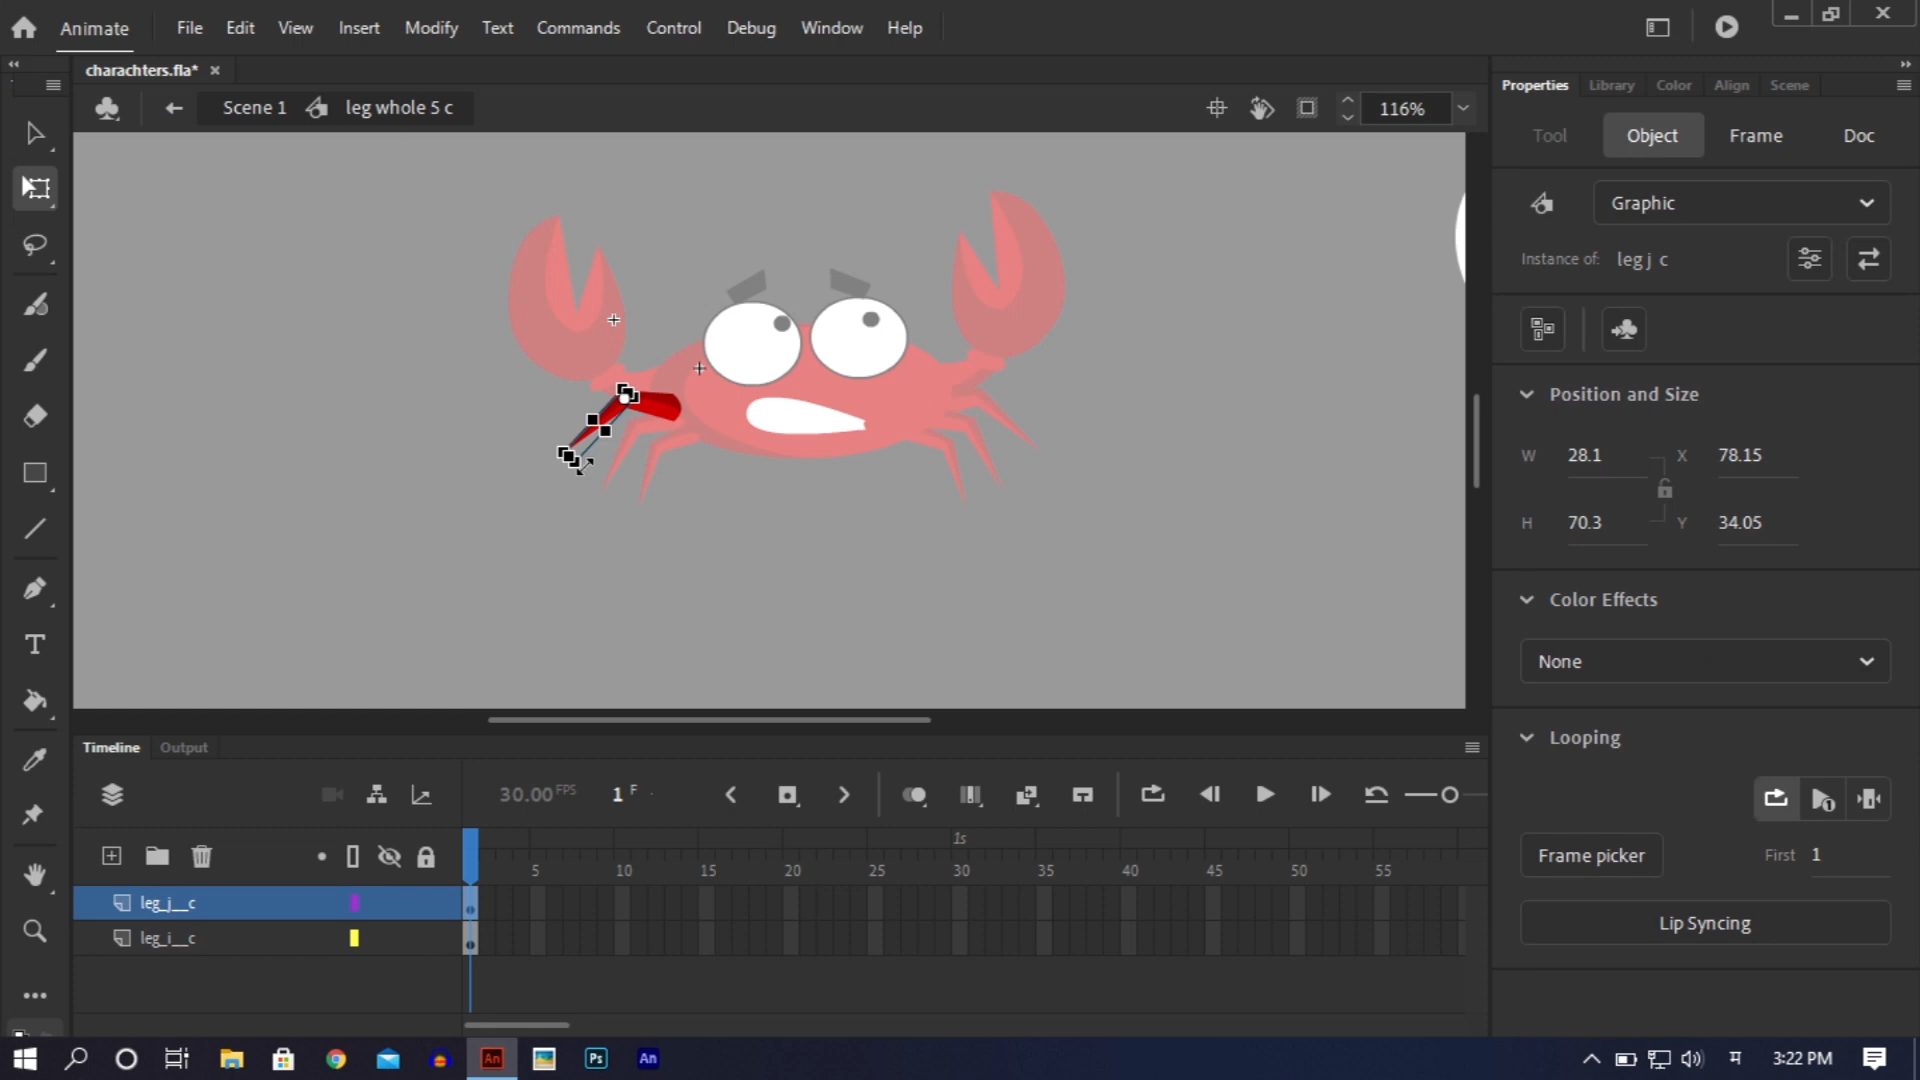 Animate File Edit View Insert Modify Text Commands Control Debug Window Help
charachters.fla*
Scene 1 leg whole 5 c 116%
Properties Library Color Align Scene
Tool Object Frame Doc
Graphic
Instance of: leg j c
Position and Size
W 28.1 X 78.15
H 70.3 Y 34.05
Color Effects
None
Looping
Frame picker First 1
Lip Syncing
Timeline Output
30.00 FPS 1 F
1s
5 10 15 20 25 30 35 40 45 50 55
leg_j__c
leg_i__c
An Ps An म 3:22 PM